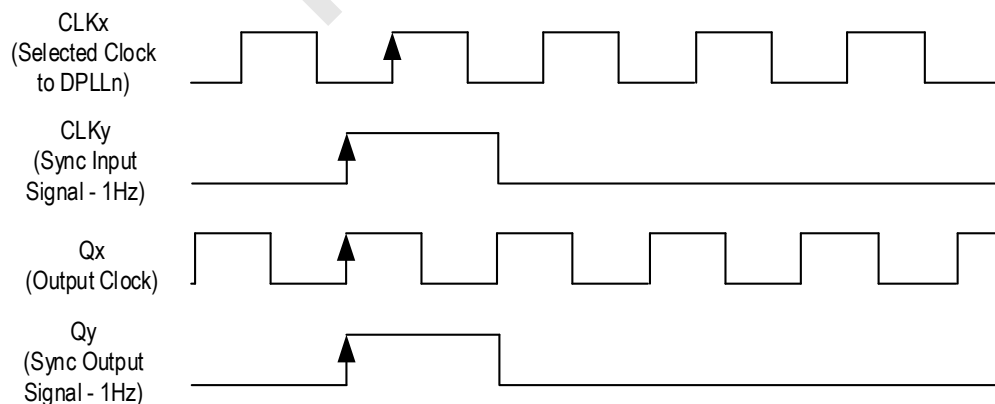 CLKx
(Selected Clock
to DPLLn)
CLKy
(Sync Input
Signal - 1Hz)
Qx
(Output Clock)
Qy
(Sync Output
Signal - 1Hz)